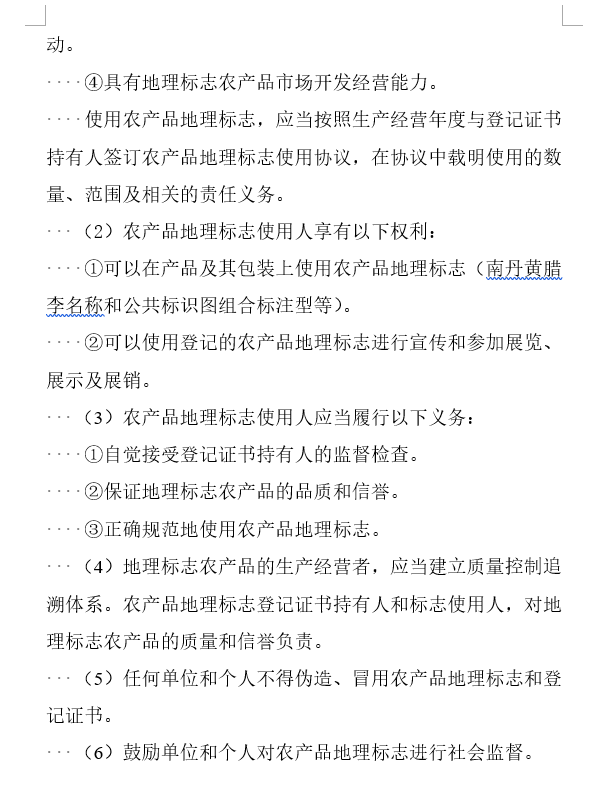 动。
④具有地理标志农产品市场开发经营能力。
使用农产品地理标志，应当按照生产经营年度与登记证书
持有人签订农产品地理标志使用协议，在协议中载明使用的数
量、范围及相关的责任义务。
（2）农产品地理标志使用人享有以下权利：
①可以在产品及其包装上使用农产品地理标志（南丹黄腊
李名称和公共标识图组合标注型等）。
②可以使用登记的农产品地理标志进行宣传和参加展览、
展示及展销。
（3）农产品地理标志使用人应当履行以下义务：
①自觉接受登记证书持有人的监督检查。
②保证地理标志农产品的品质和信誉。
③正确规范地使用农产品地理标志。
（4）地理标志农产品的生产经营者，应当建立质量控制追
溯体系。农产品地理标志登记证书持有人和标志使用人，对地
理标志农产品的质量和信誉负责。
（5）任何单位和个人不得伪造、冒用农产品地理标志和登
记证书。
（6）鼓励单位和个人对农产品地理标志进行社会监督。